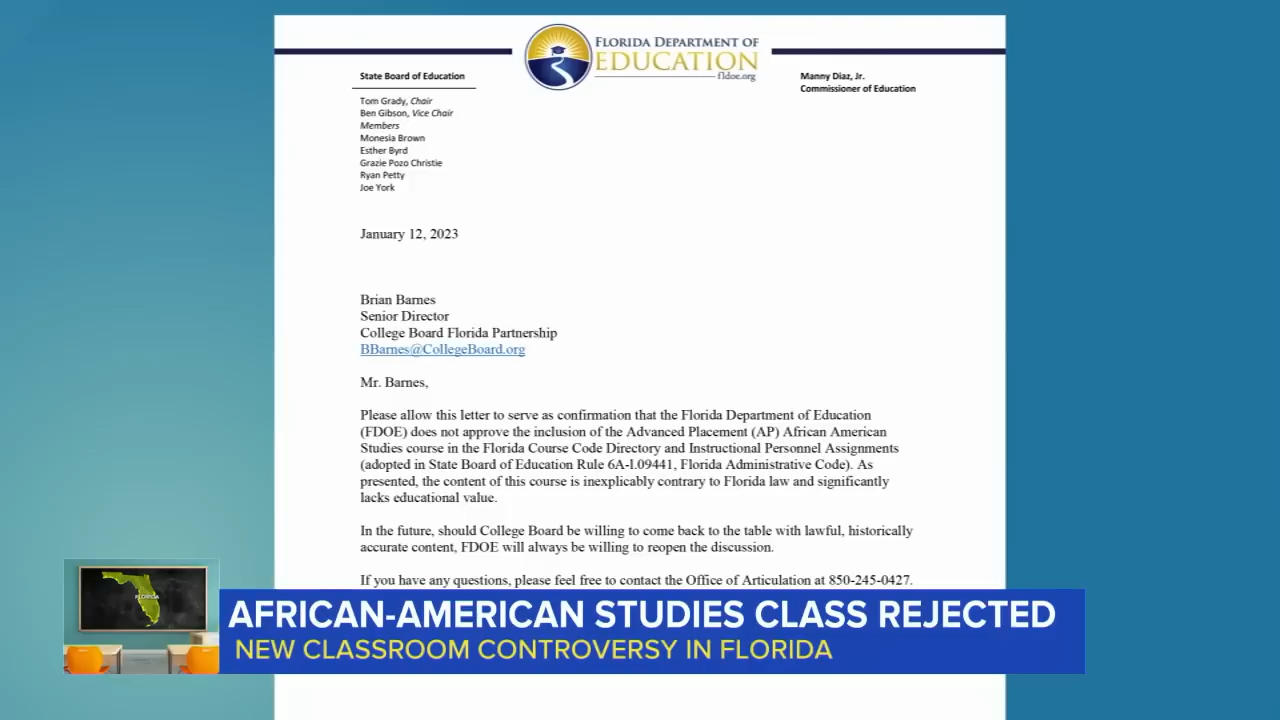 FLORIDA DEPARTMENT OF
EDUCATION
fldoe.org
State Board of Education
Tom Grady, Chair
Ben Gibson, Vice Chair
Members
Monesia Brown
Esther Byrd
Grazie Pozo Christie
Ryan Petty
Joe York
Manny Diaz, Jr.
Commissioner of Education
January 12, 2023
Brian Barnes
Senior Director
College Board Florida Partnership
BBarnes@CollegeBoard.org
Mr. Barnes,
Please allow this letter to serve as confirmation that the Florida Department of Education
(FDOE) does not approve the inclusion of the Advanced Placement (AP) African American
Studies course in the Florida Course Code Directory and Instructional Personnel Assignments
(adopted in State Board of Education Rule 6A-l.09441, Florida Administrative Code). As
presented, the content of this course is inexplicably contrary to Florida law and significantly
lacks educational value.
In the future, should College Board be willing to come back to the table with lawful, historically
accurate content, FDOE will always be willing to reopen the discussion.
If you have any questions, please feel free to contact the Office of Articulation at 850-245-0427.
FLORIDA
AFRICAN-AMERICAN STUDIES CLASS REJECTED
NEW CLASSROOM CONTROVERSY IN FLORIDA